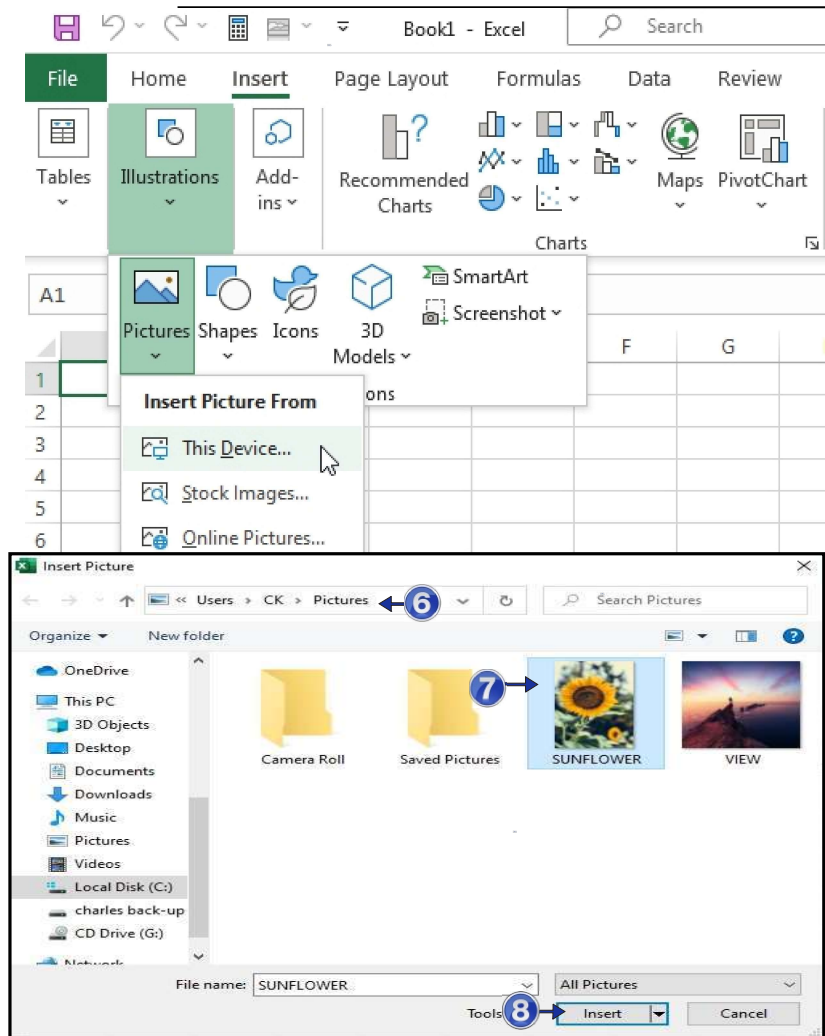 Book1 - Excel
Search
File Home Insert Page Layout Formulas Data Review
Tables
Illustrations
Add-
ins
Recommended
Charts
Maps
PivotChart
Charts
A1
Pictures
Shapes
Icons
3D
Models
SmartArt
Screenshot
ons
F G
Insert Picture From
This Device...
Stock Images...
Online Pictures...
1
2
3
4
5
6
Insert Picture
« Users › CK › Pictures
6
Search Pictures
Organize
New folder
?
OneDrive
This PC
3D Objects
Desktop
Documents
Downloads
Music
Pictures
Videos
Local Disk (C:)
charles back-up
CD Drive (G:)
Network
Camera Roll
Saved Pictures
7
SUNFLOWER
VIEW
File name: SUNFLOWER
All Pictures
Tools
8
Insert
Cancel